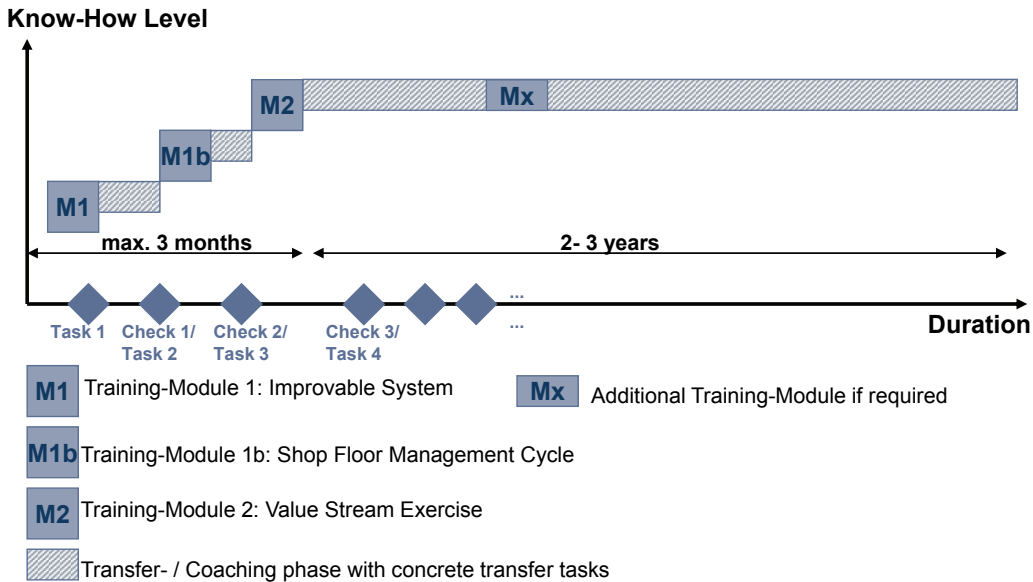 Know-How Level
M2
Mx
M1b
M1
max. 3 months
2- 3 years
...
...
Task 1
Check 1/
Task 2
Check 2/
Task 3
Check 3/
Task 4
Duration
M1
Training-Module 1: Improvable System
Mx
Additional Training-Module if required
M1b
Training-Module 1b: Shop Floor Management Cycle
M2
Training-Module 2: Value Stream Exercise
Transfer- / Coaching phase with concrete transfer tasks